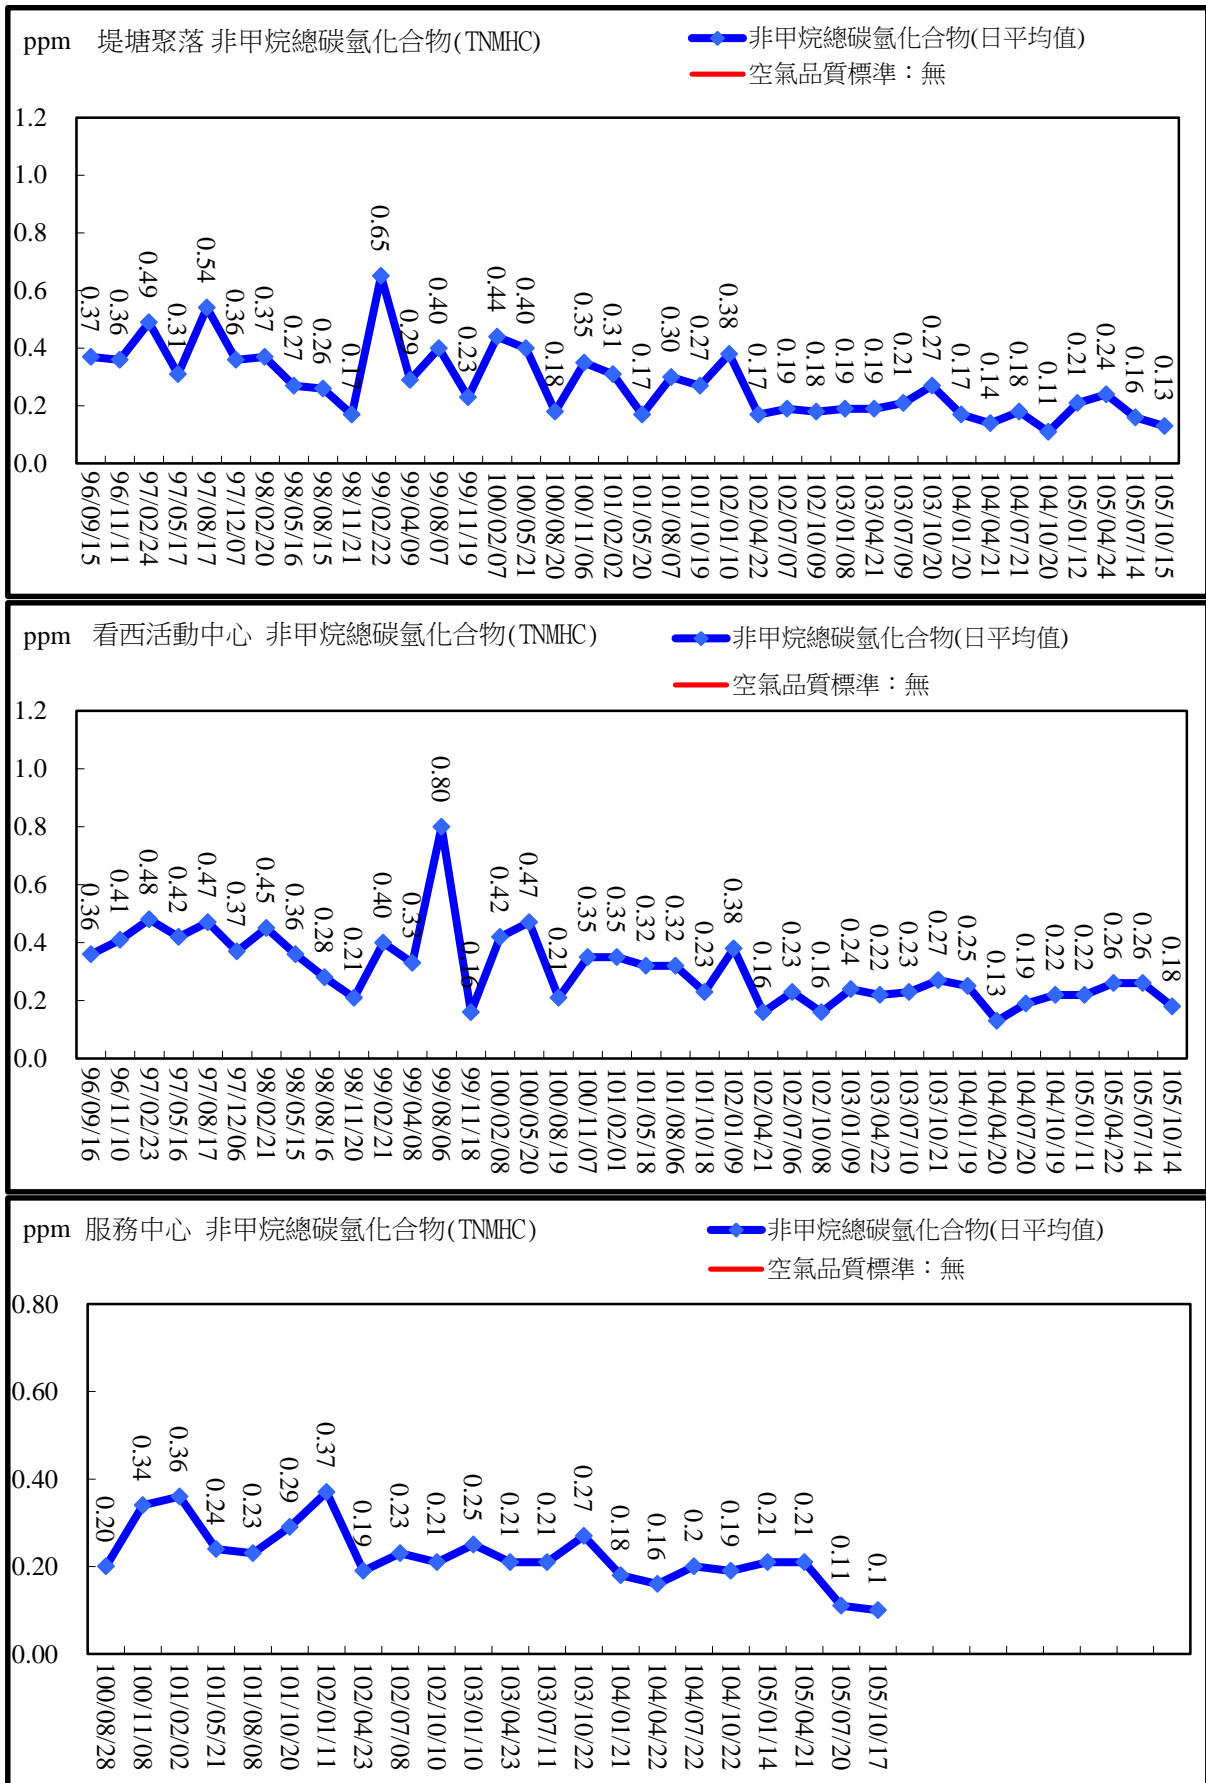 ppm 堤塘聚落 非甲烷總碳氫化合物(TNMHC)
非甲烷總碳氫化合物(日平均值)
空氣品質標準：無
1.2
1.0
0.8
0.6
0.4
0.2
0.0
0.37 0.36 0.49 0.31 0.54 0.36 0.37 0.27 0.26 0.17 0.65 0.29 0.40 0.23 0.44 0.40 0.18 0.35 0.31 0.17 0.30 0.27 0.38 0.17 0.19 0.18 0.19 0.19 0.21 0.27 0.17 0.14 0.18 0.11 0.21 0.24 0.16 0.13
96/09/15 96/11/11 97/02/24 97/05/17 97/08/17 97/12/07 98/02/20 98/05/16 98/08/15 98/11/21 99/02/22 99/04/09 99/08/07 99/11/19 100/02/07 100/05/21 100/08/20 100/11/06 101/02/02 101/05/20 101/08/07 101/10/19 102/01/10 102/04/22 102/07/07 102/10/09 103/01/08 103/04/21 103/07/09 103/10/20 104/01/20 104/04/21 104/07/21 104/10/20 105/01/12 105/04/24 105/07/14 105/10/15
ppm 看西活動中心 非甲烷總碳氫化合物(TNMHC)
非甲烷總碳氫化合物(日平均值)
空氣品質標準：無
1.2
1.0
0.8
0.6
0.4
0.2
0.0
0.36 0.41 0.48 0.42 0.47 0.37 0.45 0.36 0.28 0.21 0.40 0.33 0.80 0.16 0.42 0.47 0.21 0.35 0.35 0.32 0.32 0.23 0.38 0.16 0.23 0.16 0.24 0.22 0.23 0.27 0.25 0.13 0.19 0.22 0.22 0.26 0.26 0.18
96/09/16 96/11/10 97/02/23 97/05/16 97/08/17 97/12/06 98/02/21 98/05/15 98/08/16 98/11/20 99/02/21 99/04/08 99/08/06 99/11/18 100/02/08 100/05/20 100/08/19 100/11/07 101/02/01 101/05/18 101/08/06 101/10/18 102/01/09 102/04/21 102/07/06 102/10/08 103/01/09 103/04/22 103/07/10 103/10/21 104/01/19 104/04/20 104/07/20 104/10/19 105/01/11 105/04/22 105/07/14 105/10/14
ppm 服務中心 非甲烷總碳氫化合物(TNMHC)
非甲烷總碳氫化合物(日平均值)
空氣品質標準：無
0.80
0.60
0.40
0.20
0.00
0.20 0.34 0.36 0.24 0.23 0.29 0.37 0.19 0.23 0.21 0.25 0.21 0.21 0.27 0.18 0.16 0.2 0.19 0.21 0.21 0.11 0.1
100/08/28 100/11/08 101/02/02 101/05/21 101/08/08 101/10/20 102/01/11 102/04/23 102/07/08 102/10/10 103/01/10 103/04/23 103/07/11 103/10/22 104/01/21 104/04/22 104/07/22 104/10/22 105/01/14 105/04/21 105/07/20 105/10/17